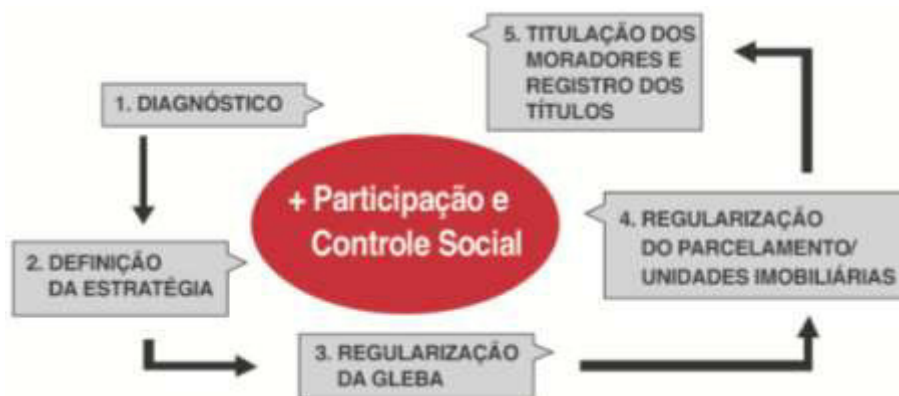 1. DIAGNÓSTICO
2. DEFINIÇÃO
DA ESTRATÉGIA
3. REGULARIZAÇÃO
DA GLEBA
4. REGULARIZAÇÃO
DO PARCELAMENTO/
UNIDADES IMOBILIÁRIAS
5. TITULAÇÃO DOS
MORADORES E
REGISTRO DOS
TÍTULOS
+ Participação e
Controle Social